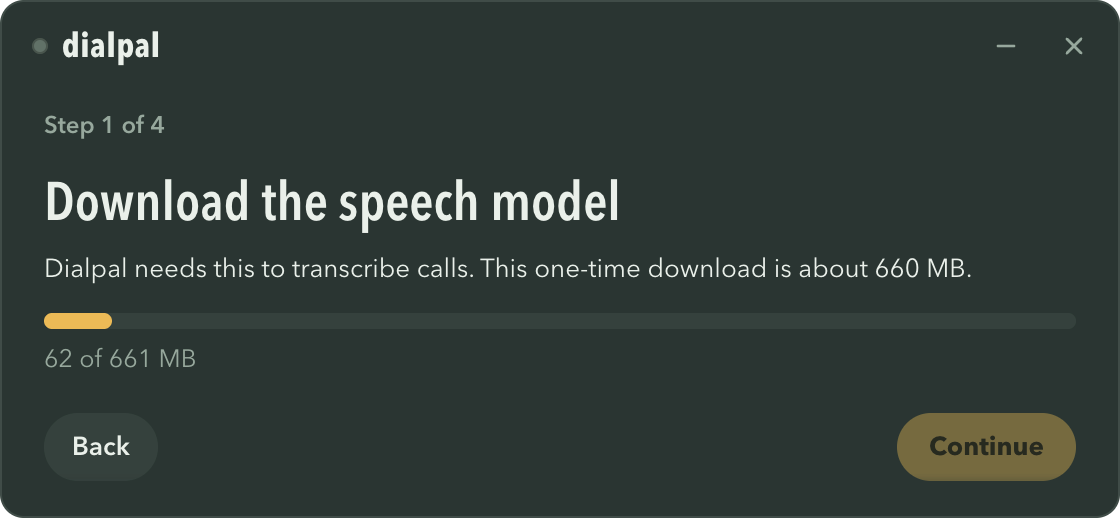 dialpal
Step 1 of 4
Download the speech model
Dialpal needs this to transcribe calls. This one-time download is about 660 MB.
62 of 661 MB
Back
Continue